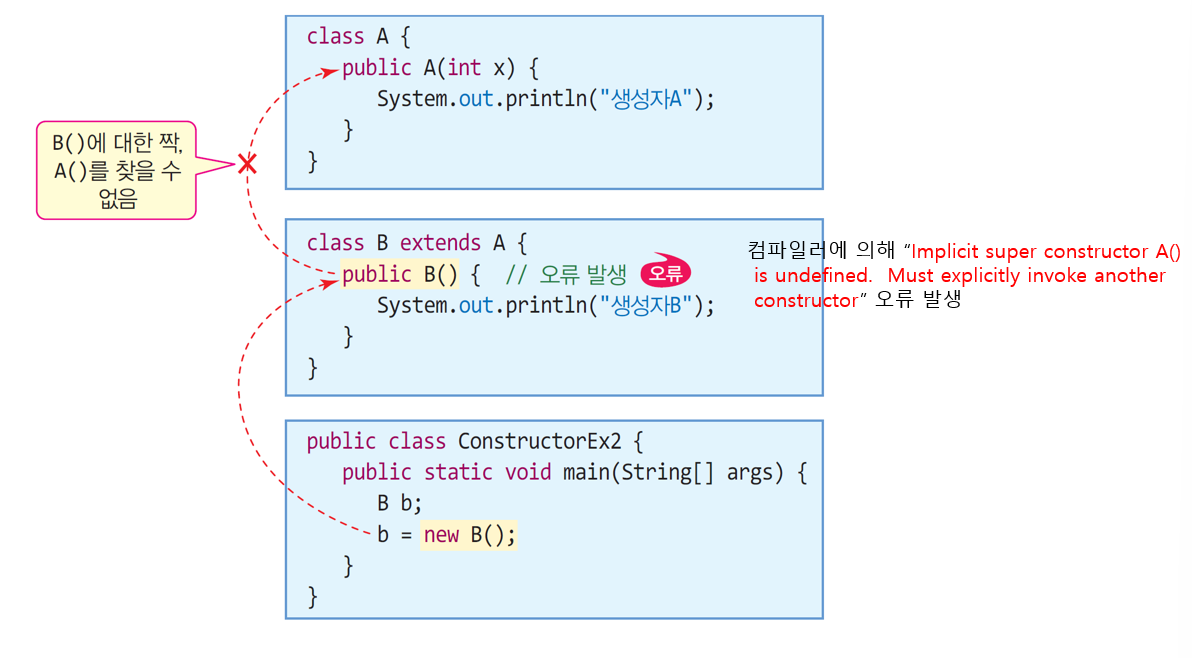 class A {
public A(int x) {
System.out.println("생성자A");
}
}
B()에 대한 짝,
A()를 찾을 수
없음
class B extends A {
public B() { // 오류 발생 오류
System.out.println("생성자B");
}
}
컴파일러에 의해 “Implicit super constructor A()
is undefined. Must explicitly invoke another
constructor” 오류 발생
public class ConstructorEx2 {
public static void main(String[] args) {
B b;
b = new B();
}
}